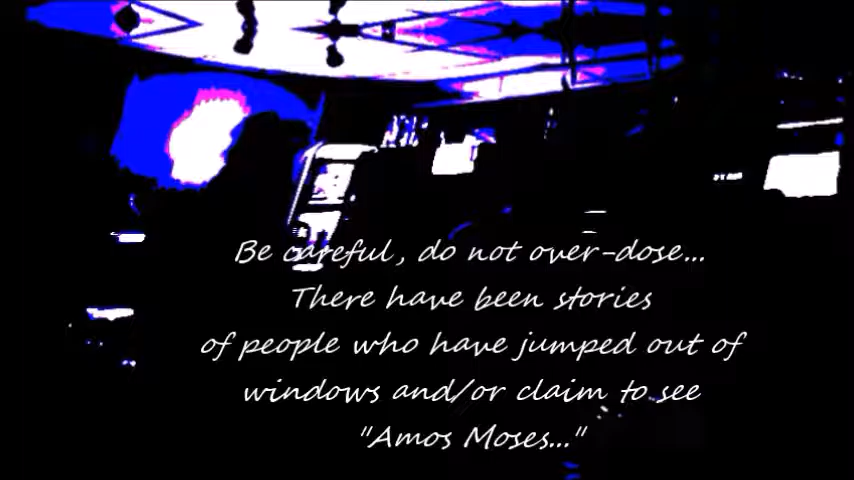 Be careful, do not over-dose...
There have been stories
of people who have jumped out of
windows and/or claim to see
"Amos Moses..."